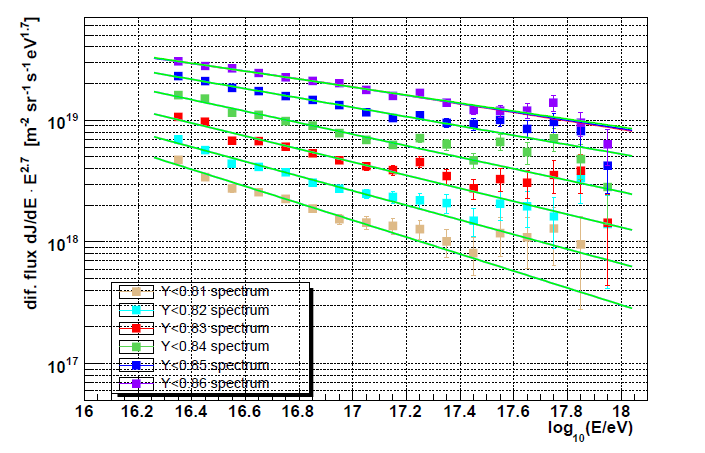 dif. flux dJ/dE · E^2.7 [m^-2 sr^-1 s^-1 eV^1.7]
10^19
10^18
10^17
Y<0.81 spectrum
Y<0.82 spectrum
Y<0.83 spectrum
Y<0.84 spectrum
Y<0.85 spectrum
Y<0.86 spectrum
16 16.2 16.4 16.6 16.8 17 17.2 17.4 17.6 17.8 18
log_10(E/eV)